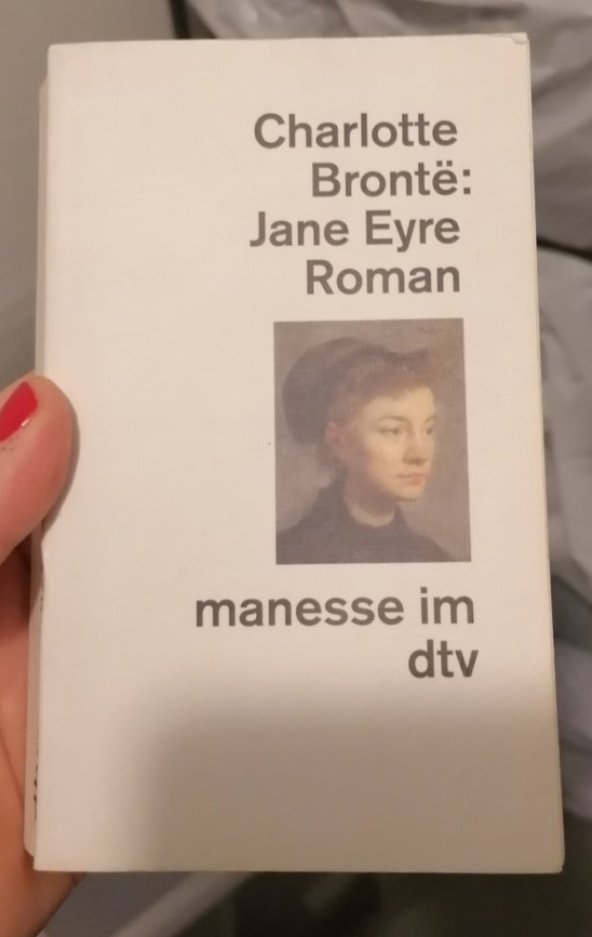 Charlotte
Brontë:
Jane Eyre
Roman
manesse im
dtv